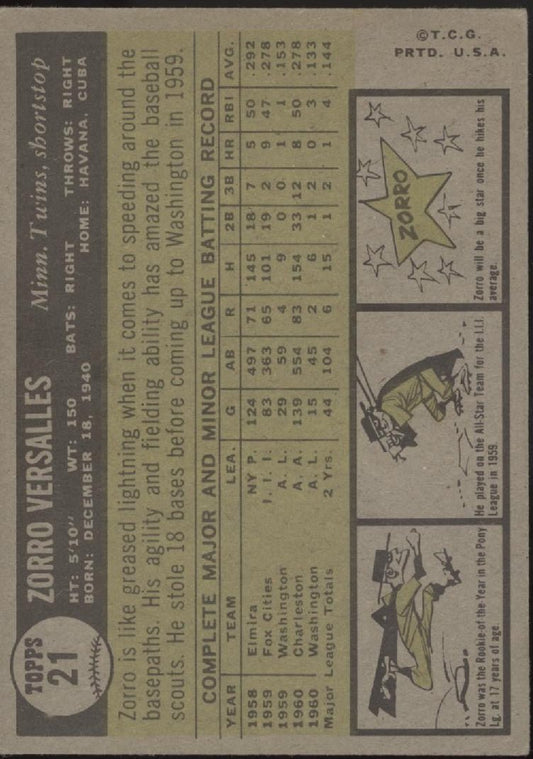 TOPPS
21
ZORRO VERSALLES
Minn. Twins, shortstop
HT: 5'10" WT: 150 BATS: RIGHT THROWS: RIGHT
BORN: DECEMBER 18, 1940 HOME: HAVANA, CUBA
Zorro is like greased lightning when it comes to speeding around the
basepaths. His agility and fielding ability has amazed the baseball
scouts. He stole 18 bases before coming up to Washington in 1959.
COMPLETE MAJOR AND MINOR LEAGUE BATTING RECORD
YEAR TEAM LEA. G AB R H 2B 3B HR RBI AVG.
1958 Elmira NY P. 124 497 71 145 18 7 5 50 .292
1959 Fox Cities I. I. I. 83 363 65 101 19 2 9 47 .278
1959 Washington A. L. 29 59 4 9 0 0 1 1 .153
1960 Charleston A. A. 139 554 83 154 33 12 8 50 .278
1960 Washington A. L. 15 45 2 6 1 2 0 3 .133
Major League Totals 2 Yrs. 44 104 6 15 1 2 1 4 .144
Zorro was the Rookie-of-the-Year in the Pony
Lg. at 17 years of age.
He played on the All-Star Team for the I.I.I.
League in 1959.
ZORRO
Zorro will be a big star once he hikes his
average.
©T.C.G.
PRTD. U.S.A.